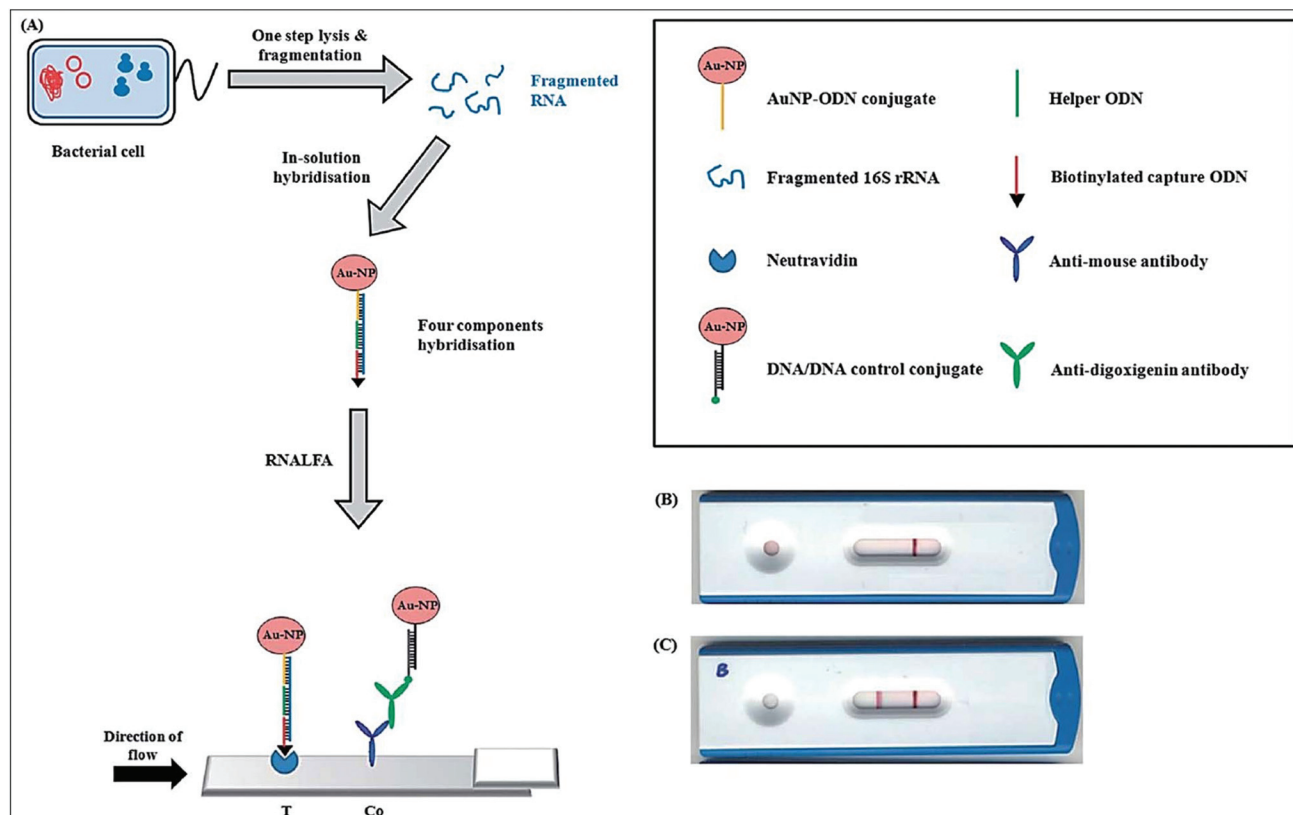 (A)
One step lysis &
fragmentation
Fragmented
RNA
Bacterial cell
In-solution
hybridisation
Au-NP
Four components
hybridisation
RNALFA
Au-NP
Au-NP
Direction of
flow
T
Co
Au-NP
AuNP-ODN conjugate
Helper ODN
Fragmented 16S rRNA
Biotinylated capture ODN
Neutravidin
Anti-mouse antibody
Au-NP
DNA/DNA control conjugate
Anti-digoxigenin antibody
(B)
(C)
B